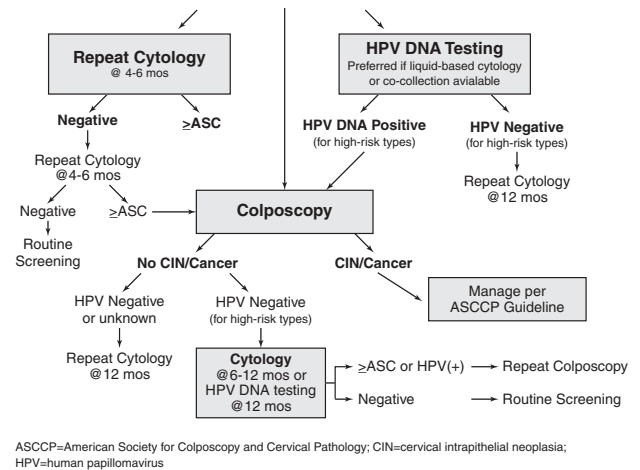 Repeat Cytology
@ 4-6 mos
HPV DNA Testing
Preferred if liquid-based cytology
or co-collection avialable
Negative
≥ASC
HPV DNA Positive
(for high-risk types)
HPV Negative
(for high-risk types)
Repeat Cytology
@4-6 mos
Repeat Cytology
@12 mos
Negative
≥ASC
Colposcopy
Routine
Screening
No CIN/Cancer
CIN/Cancer
HPV Negative
or unknown
HPV Negative
(for high-risk types)
Manage per
ASCCP Guideline
Repeat Cytology
@12 mos
Cytology
@6-12 mos or
HPV DNA testing
@12 mos
≥ASC or HPV(+)
Repeat Colposcopy
Negative
Routine Screening
ASCCP=American Society for Colposcopy and Cervical Pathology; CIN=cervical intrapithelial neoplasia;
HPV=human papillomavirus